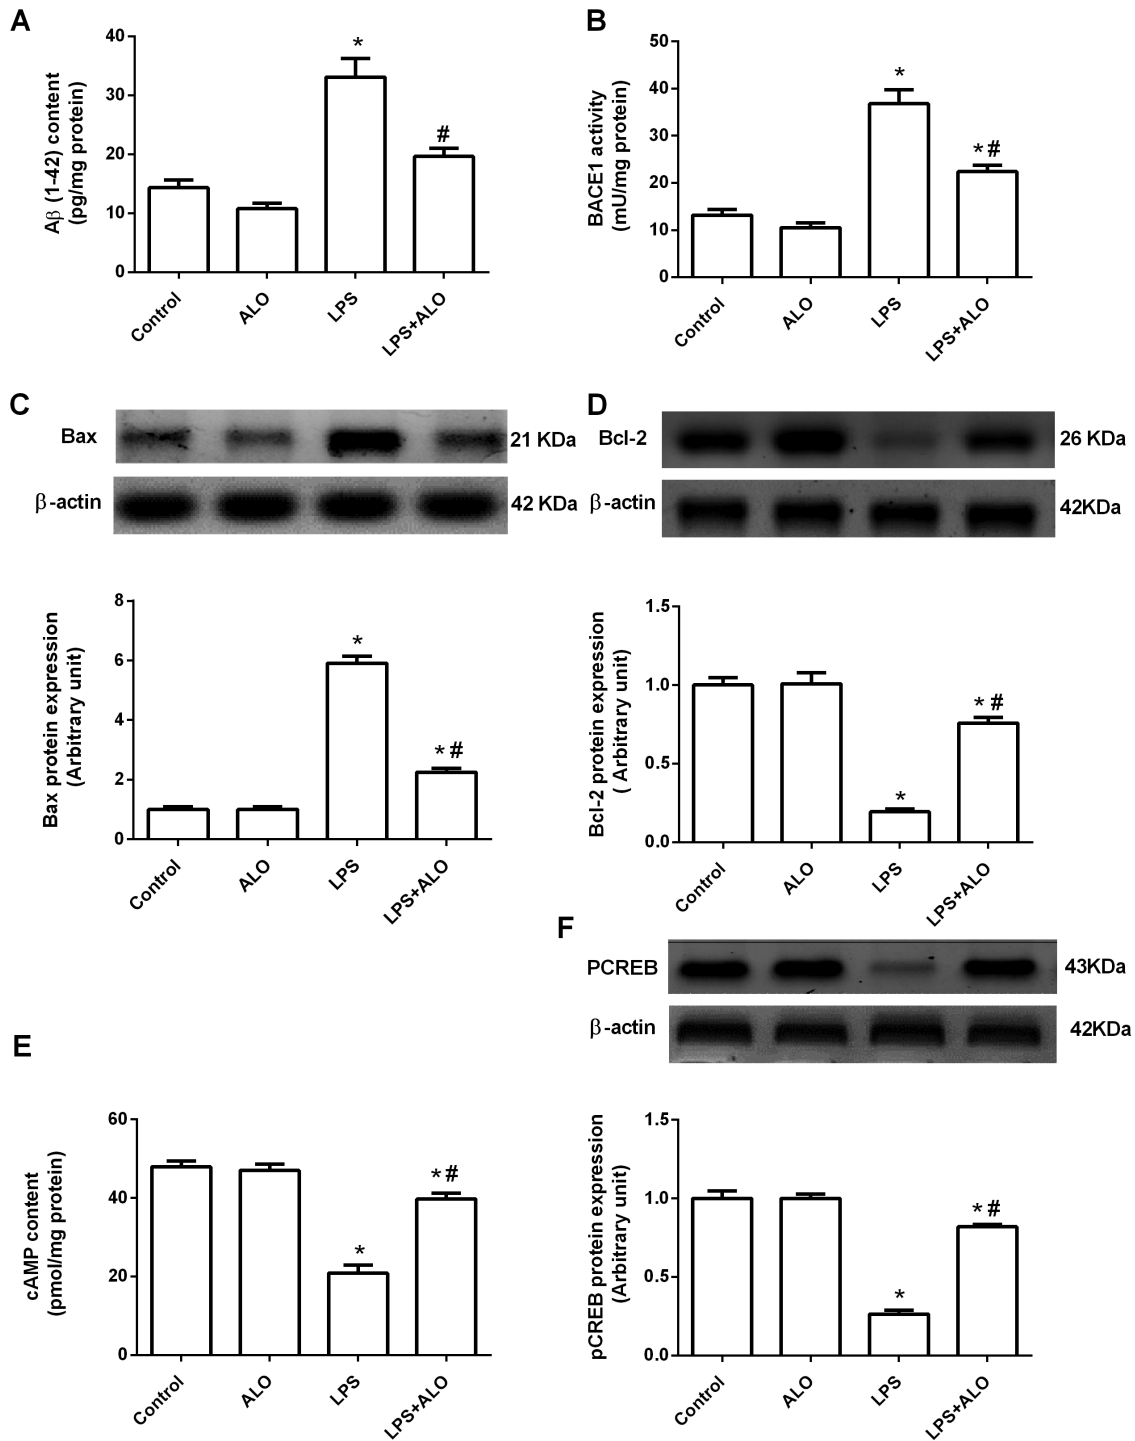 A
Aβ (1-42) content
(pg/mg protein)
40
30
20
10
0
*
#
Control
ALO
LPS
LPS+ALO
B
BACE1 activity
(mU/mg protein)
50
40
30
20
10
0
*
* #
Control
ALO
LPS
LPS+ALO
C
Bax
21 KDa
β-actin
42 KDa
Bax protein expression
(Arbitrary unit)
8
6
4
2
0
*
* #
Control
ALO
LPS
LPS+ALO
D
Bcl-2
26 KDa
β-actin
42KDa
Bcl-2 protein expression
( Arbitrary unit)
1.5
1.0
0.5
0.0
*
* #
Control
ALO
LPS
LPS+ALO
E
cAMP content
(pmol/mg protein)
60
40
20
0
*
* #
Control
ALO
LPS
LPS+ALO
F
PCREB
43KDa
β-actin
42KDa
pCREB protein expression
(Arbitrary unit)
1.5
1.0
0.5
0.0
*
* #
Control
ALO
LPS
LPS+ALO